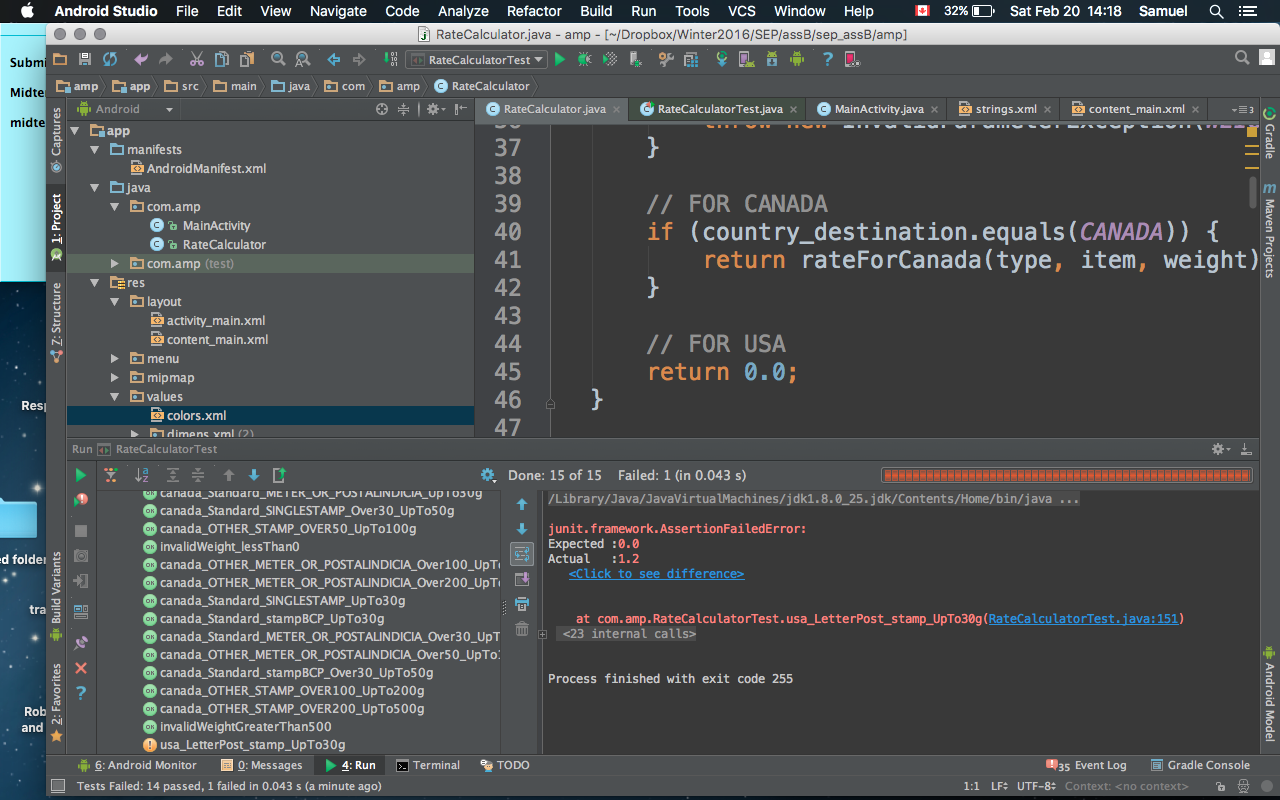 Android Studio File Edit View Navigate Code Analyze Refactor Build Run Tools VCS Window Help 32% Sat Feb 20 14:18 Samuel
RateCalculator.java - amp - [~/Dropbox/Winter2016/SEP/assB/sep_assB/amp]
RateCalculatorTest
amp app src main java com amp RateCalculator
Submi
Midte
midte
Resp
ed folder
tra
Rob
and
Captures
1: Project
7: Structure
Build Variants
2: Favorites
Android
app
manifests
AndroidManifest.xml
java
com.amp
MainActivity
RateCalculator
com.amp (test)
res
layout
activity_main.xml
content_main.xml
menu
mipmap
values
colors.xml
dimens.xml (2)
RateCalculator.java RateCalculatorTest.java MainActivity.java strings.xml content_main.xml 3
36 throw new InvalidParameterException(WEIG
37 }
38
39 // FOR CANADA
40 if (country_destination.equals(CANADA)) {
41 return rateForCanada(type, item, weight)
42 }
43
44 // FOR USA
45 return 0.0;
46 }
47
Gradle
Maven Projects
Android Model
Run RateCalculatorTest
Done: 15 of 15 Failed: 1 (in 0.043 s)
canada_Standard_METER_OR_POSTALINDICIA_UpTo30g
canada_Standard_SINGLESTAMP_Over30_UpTo50g
canada_OTHER_STAMP_OVER50_UpTo100g
invalidWeight_lessThan0
canada_OTHER_METER_OR_POSTALINDICIA_Over100_UpTo
canada_OTHER_METER_OR_POSTALINDICIA_Over200_UpTo
canada_Standard_SINGLESTAMP_UpTo30g
canada_Standard_stampBCP_UpTo30g
canada_Standard_METER_OR_POSTALINDICIA_Over30_UpT
canada_OTHER_METER_OR_POSTALINDICIA_Over50_UpTo1
canada_Standard_stampBCP_Over30_UpTo50g
canada_OTHER_STAMP_OVER100_UpTo200g
canada_OTHER_STAMP_OVER200_UpTo500g
invalidWeightGreaterThan500
usa_LetterPost_stamp_UpTo30g
/Library/Java/JavaVirtualMachines/jdk1.8.0_25.jdk/Contents/Home/bin/java ...
junit.framework.AssertionFailedError:
Expected :0.0
Actual :1.2
<Click to see difference>
at com.amp.RateCalculatorTest.usa_LetterPost_stamp_UpTo30g(RateCalculatorTest.java:151)
<23 internal calls>
Process finished with exit code 255
6: Android Monitor 0: Messages 4: Run Terminal TODO 35 Event Log Gradle Console
Tests Failed: 14 passed, 1 failed in 0.043 s (a minute ago) 1:1 LF UTF-8 Context: <no context>